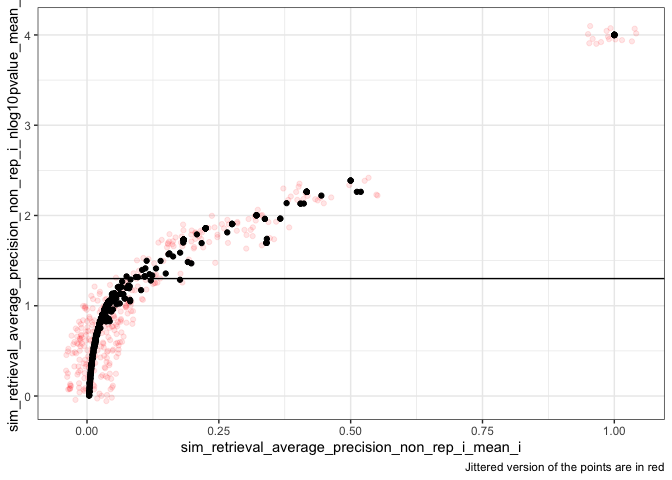 sim_retrieval_average_precision_non_rep_i_nlog10pvalue_mean_
4
3
2
1
0
0.00 0.25 0.50 0.75 1.00
sim_retrieval_average_precision_non_rep_i_mean_i
Jittered version of the points are in red